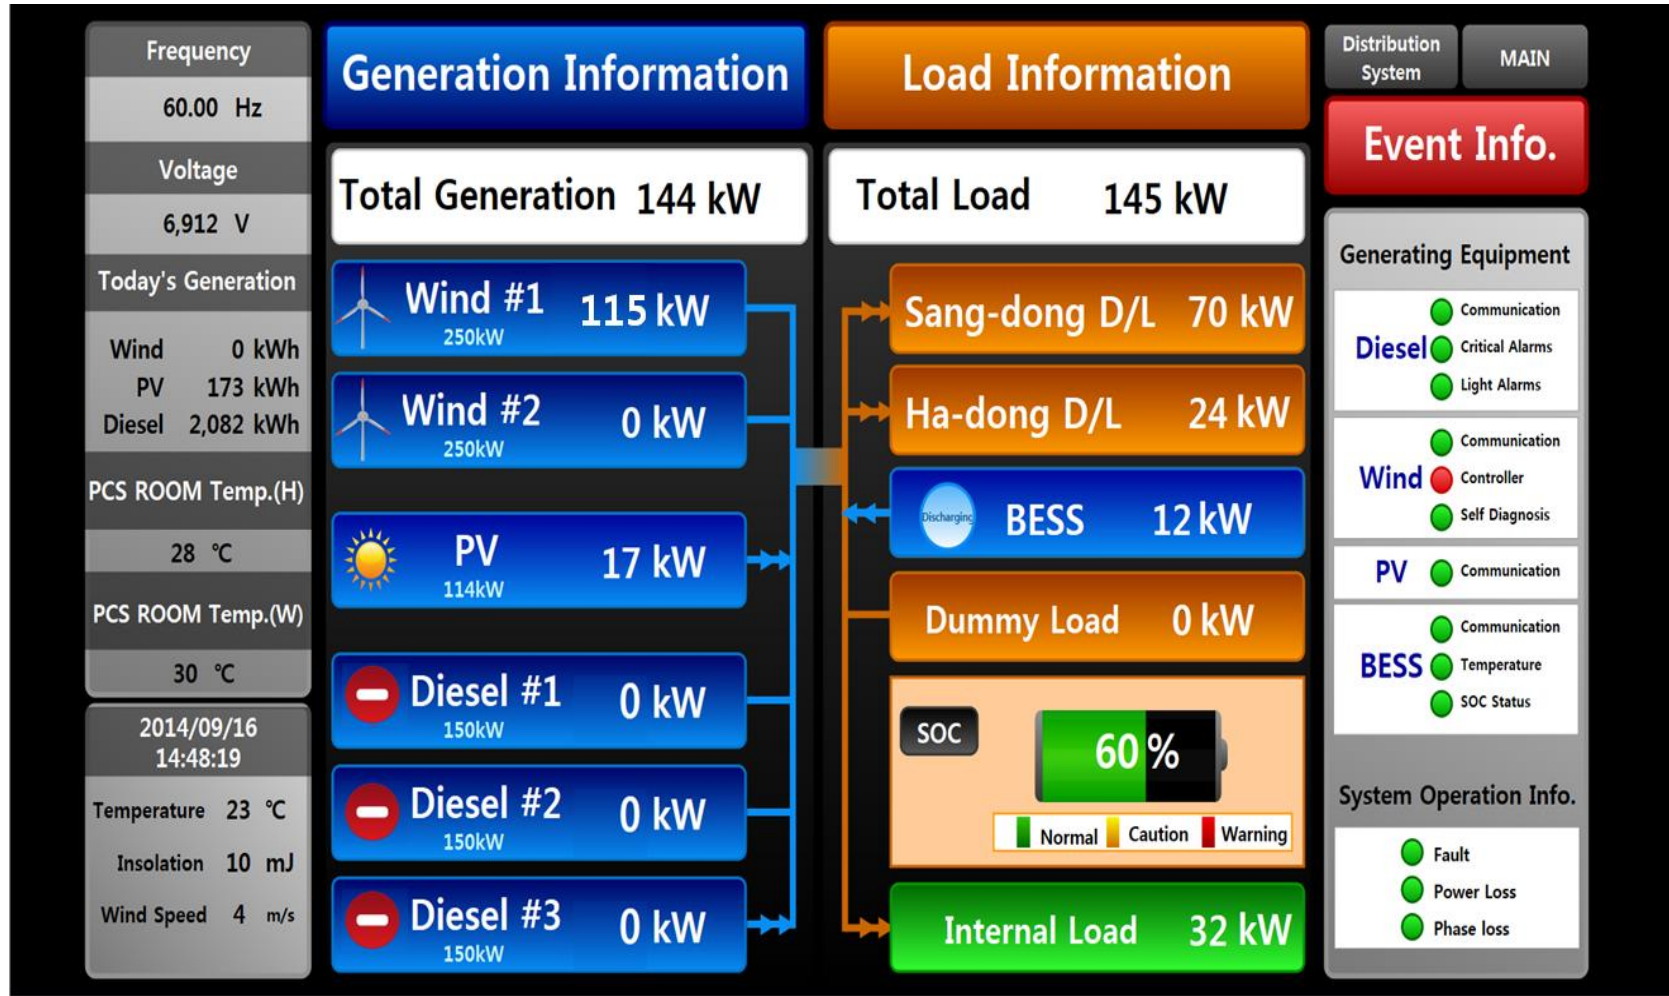 Frequency
60.00 Hz
Voltage
6,912 V
Today's Generation
Wind 0 kWh
PV 173 kWh
Diesel 2,082 kWh
PCS ROOM Temp.(H)
28 ℃
PCS ROOM Temp.(W)
30 ℃
2014/09/16
14:48:19
Temperature 23 ℃
Insolation 10 mJ
Wind Speed 4 m/s
Generation Information
Total Generation 144 kW
Wind #1 115 kW
250kW
Wind #2 0 kW
250kW
PV 17 kW
114kW
Diesel #1 0 kW
150kW
Diesel #2 0 kW
150kW
Diesel #3 0 kW
150kW
Load Information
Total Load 145 kW
Sang-dong D/L 70 kW
Ha-dong D/L 24 kW
Discharging BESS 12 kW
Dummy Load 0 kW
SOC 60 %
Normal Caution Warning
Internal Load 32 kW
Distribution
System
MAIN
Event Info.
Generating Equipment
Diesel
Communication
Critical Alarms
Light Alarms
Wind
Communication
Controller
Self Diagnosis
PV Communication
BESS
Communication
Temperature
SOC Status
System Operation Info.
Fault
Power Loss
Phase loss